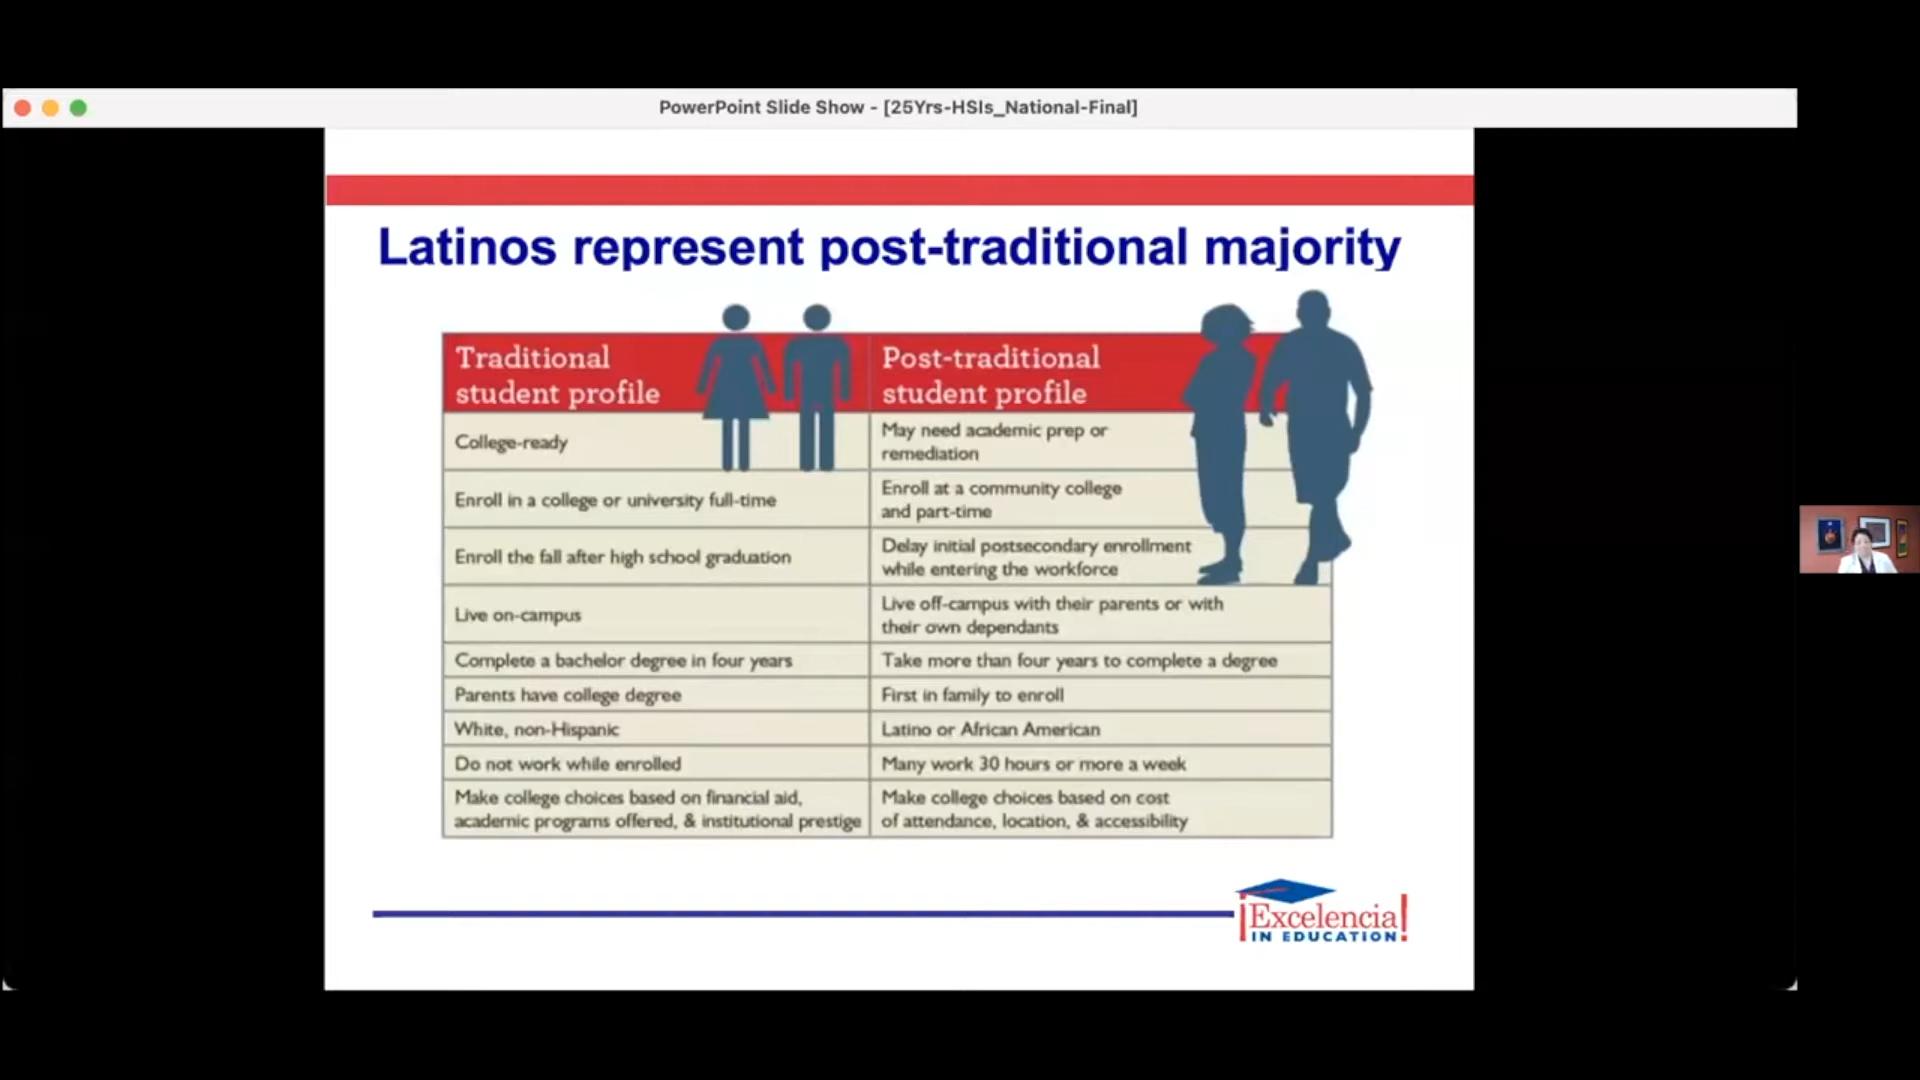 PowerPoint Slide Show - [25Yrs-HSIs_National-Final]
Latinos represent post-traditional majority
Traditional
student profile
Post-traditional
student profile
College-ready
May need academic prep or
remediation
Enroll in a college or university full-time
Enroll at a community college
and part-time
Enroll the fall after high school graduation
Delay initial postsecondary enrollment
while entering the workforce
Live on-campus
Live off-campus with their parents or with
their own dependants
Complete a bachelor degree in four years
Take more than four years to complete a degree
Parents have college degree
First in family to enroll
White, non-Hispanic
Latino or African American
Do not work while enrolled
Many work 30 hours or more a week
Make college choices based on financial aid,
academic programs offered, & institutional prestige
Make college choices based on cost
of attendance, location, & accessibility
¡Excelencia!
IN EDUCATION